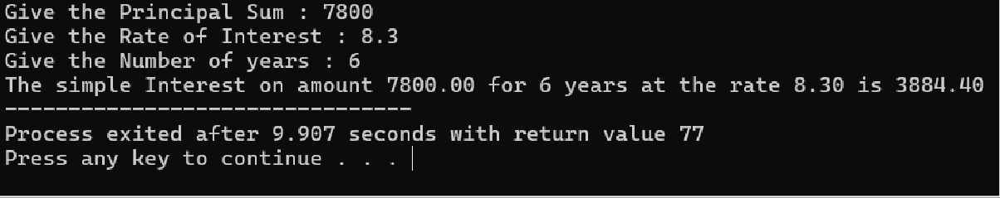 Give the Principal Sum : 7800
Give the Rate of Interest : 8.3
Give the Number of years : 6
The simple Interest on amount 7800.00 for 6 years at the rate 8.30 is 3884.40
--------------------------------
Process exited after 9.907 seconds with return value 77
Press any key to continue . . .